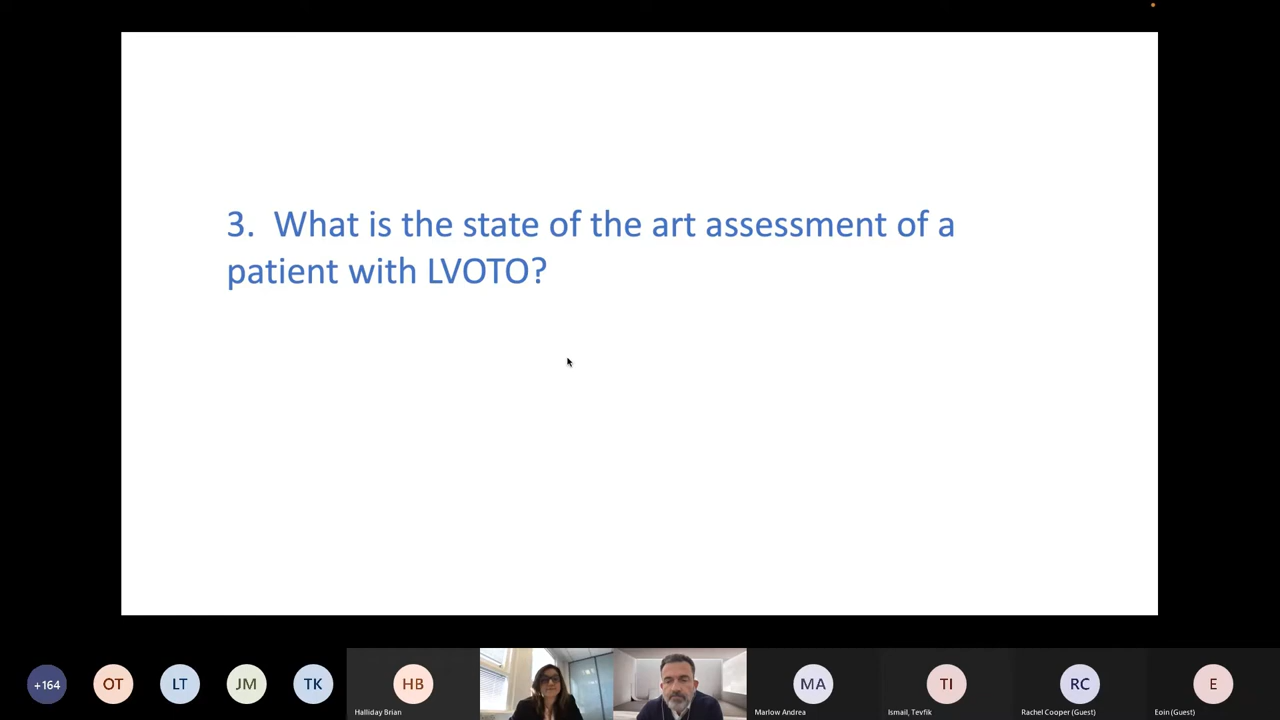 3. What is the state of the art assessment of a
patient with LVOTO?
+164
OT
LT
JM
TK
HB
Halliday Brian
MA
Marlow Andrea
TI
Ismail, Tevfik
RC
Rachel Cooper (Guest)
E
Eoin (Guest)